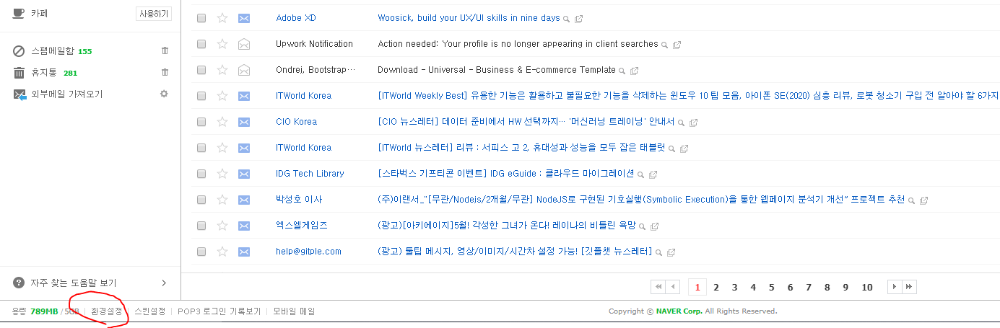 카페 사용하기
Adobe XD Woosick, build your UX/UI skills in nine days
Upwork Notification Action needed: Your profile is no longer appearing in client searches
스팸메일함 155
휴지통 281
Ondrej, Bootstrap··· Download - Universal - Business & E-commerce Template
외부메일 가져오기
ITWorld Korea [ITWorld Weekly Best] 유용한 기능은 활용하고 불필요한 기능을 삭제하는 윈도우 10 팁 모음, 아이폰 SE(2020) 심층 리뷰, 로봇 청소기 구입 전 알아야 할 6가지
CIO Korea [CIO 뉴스레터] 데이터 준비에서 HW 선택까지··· '머신러닝 트레이닝' 안내서
ITWorld Korea [ITWorld 뉴스레터] 리뷰 : 서피스 고 2, 휴대성과 성능을 모두 잡은 태블릿
IDG Tech Library [스타벅스 기프티콘 이벤트] IDG eGuide : 클라우드 마이그레이션
박성호 이사 (주)이랜서_"[무관/Nodejs/2개월/무관] NodeJS로 구현된 기호실행(Symbolic Execution)을 통한 웹페이지 분석기 개선" 프로젝트 추천
엑스엘게임즈 (광고)[아키에이지]5월! 각성한 그녀가 온다! 레이나의 비틀린 욕망
help@gitple.com (광고) 툴팁 메시지, 영상/이미지/시간차 설정 가능! [깃플챗 뉴스레터]
자주 찾는 도움말 보기
1 2 3 4 5 6 7 8 9 10
용량 789MB / 5GB 환경설정 스킨설정 POP3 로그인 기록보기 모바일 메일 Copyright © NAVER Corp. All Rights Reserved.